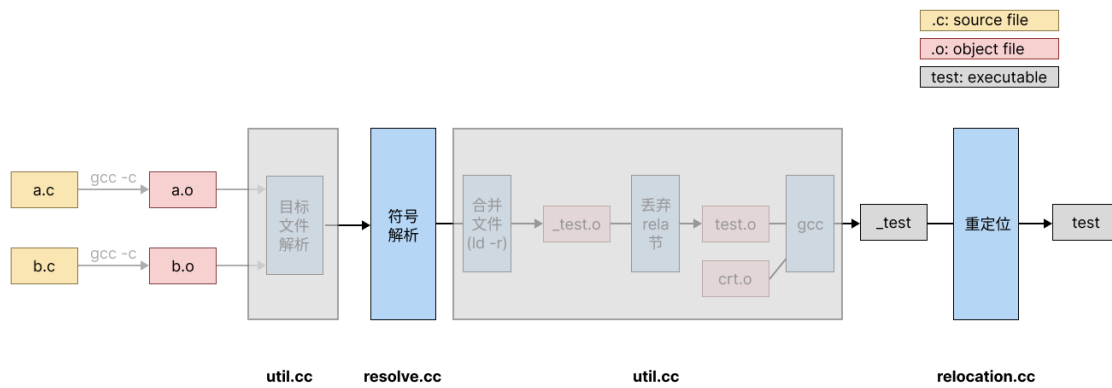 .c: source file
.o: object file
test: executable
a.c
gcc -c
a.o
b.c
gcc -c
b.o
目标
文件
解析
符号
解析
合并
文件
(ld -r)
_test.o
丢弃
rela
节
test.o
crt.o
gcc
_test
重定位
test
util.cc
resolve.cc
util.cc
relocation.cc